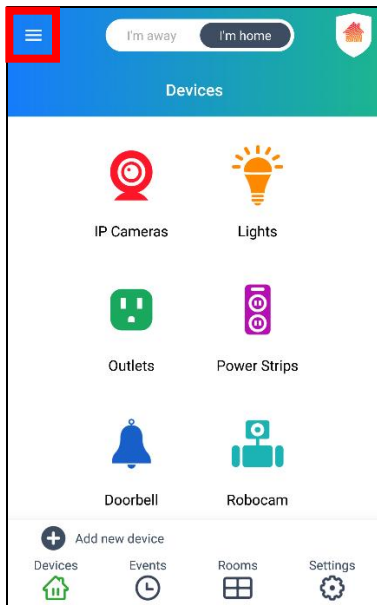 I'm away I'm home
Devices
IP Cameras Lights
Outlets Power Strips
Doorbell Robocam
Add new device
Devices Events Rooms Settings